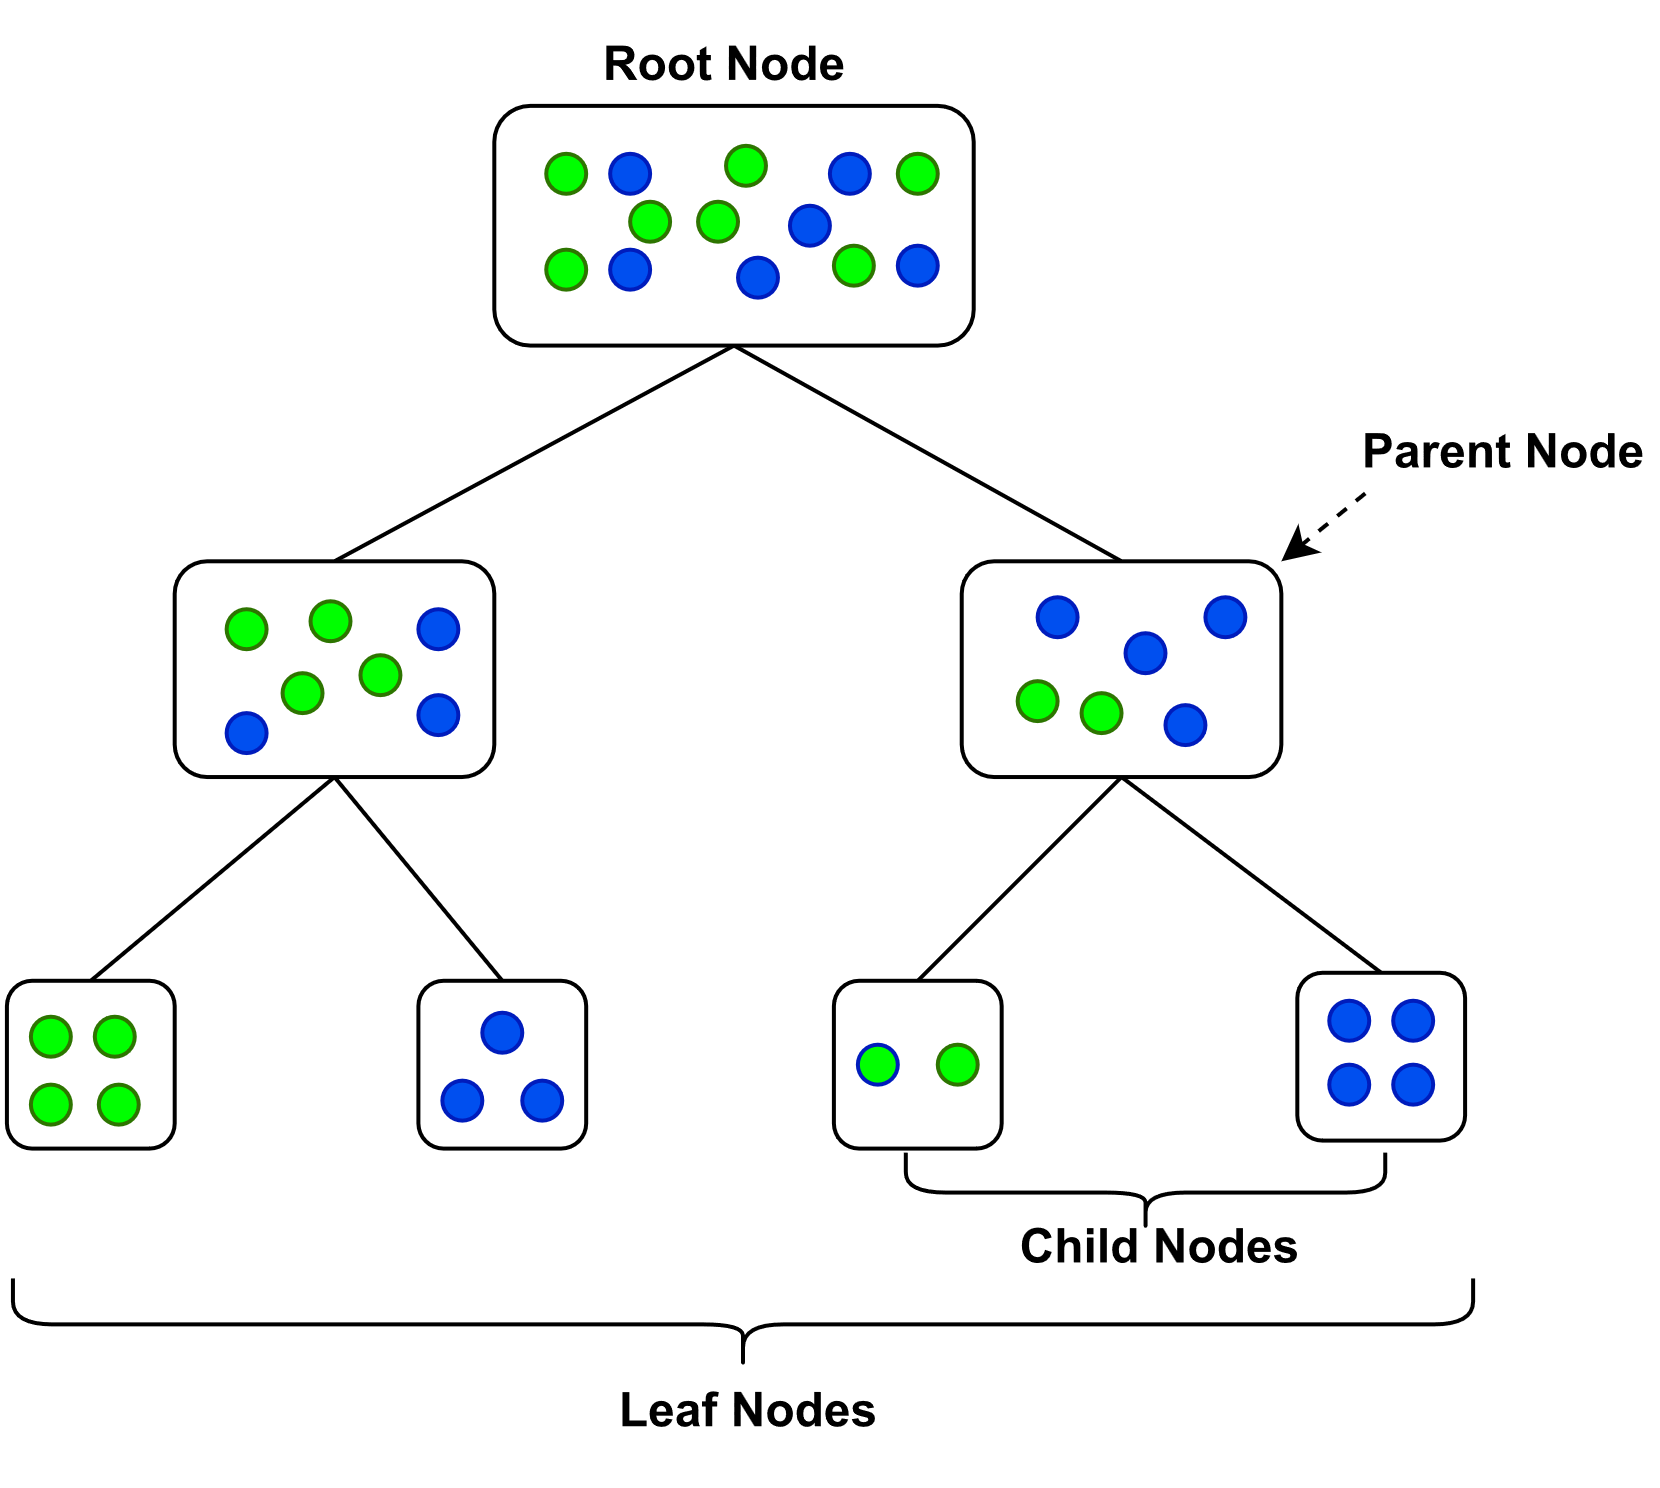 Root Node
Parent Node
Child Nodes
Leaf Nodes